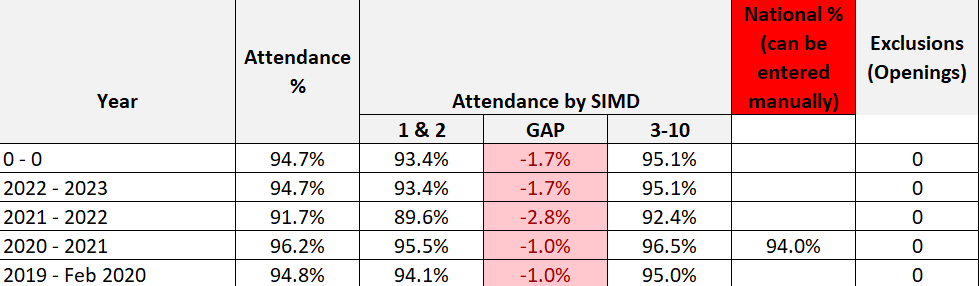 Year Attendance % Attendance by SIMD National % (can be entered manually) Exclusions (Openings)
1 & 2 GAP 3-10
0 - 0 94.7% 93.4% -1.7% 95.1% 0
2022 - 2023 94.7% 93.4% -1.7% 95.1% 0
2021 - 2022 91.7% 89.6% -2.8% 92.4% 0
2020 - 2021 96.2% 95.5% -1.0% 96.5% 94.0% 0
2019 - Feb 2020 94.8% 94.1% -1.0% 95.0% 0